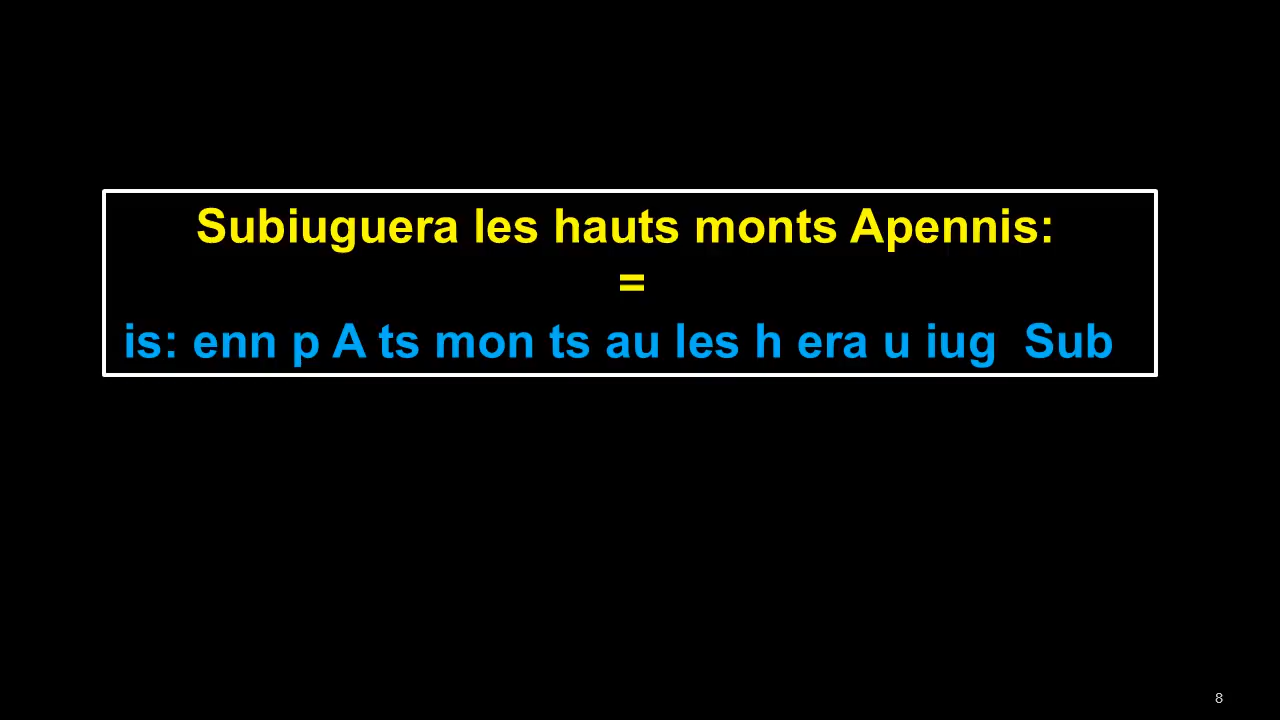 Subiuguera les hauts monts Apennis:
=
is: enn p A ts mon ts au les h era u iug  Sub
8